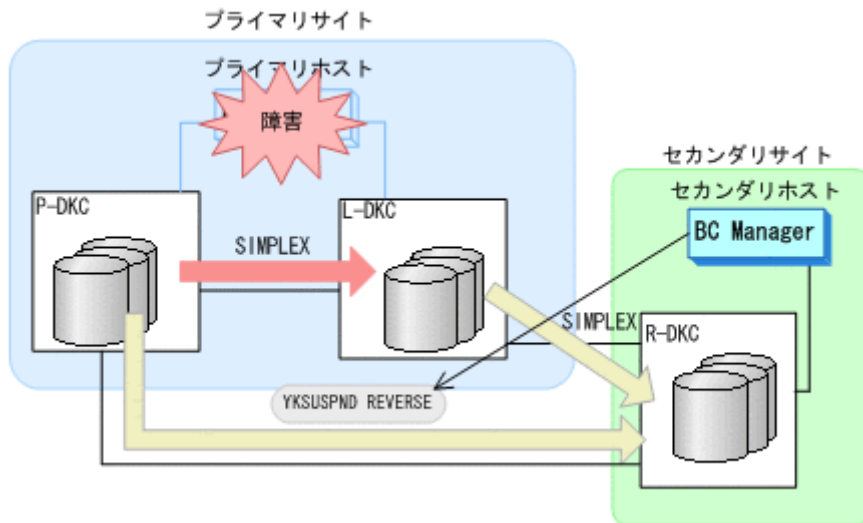 プライマリサイト
プライマリホスト
障害
セカンダリサイト
セカンダリホスト
P-DKC
L-DKC
BC Manager
SIMPLEX
SIMPLEX
R-DKC
YKSUSPND REVERSE